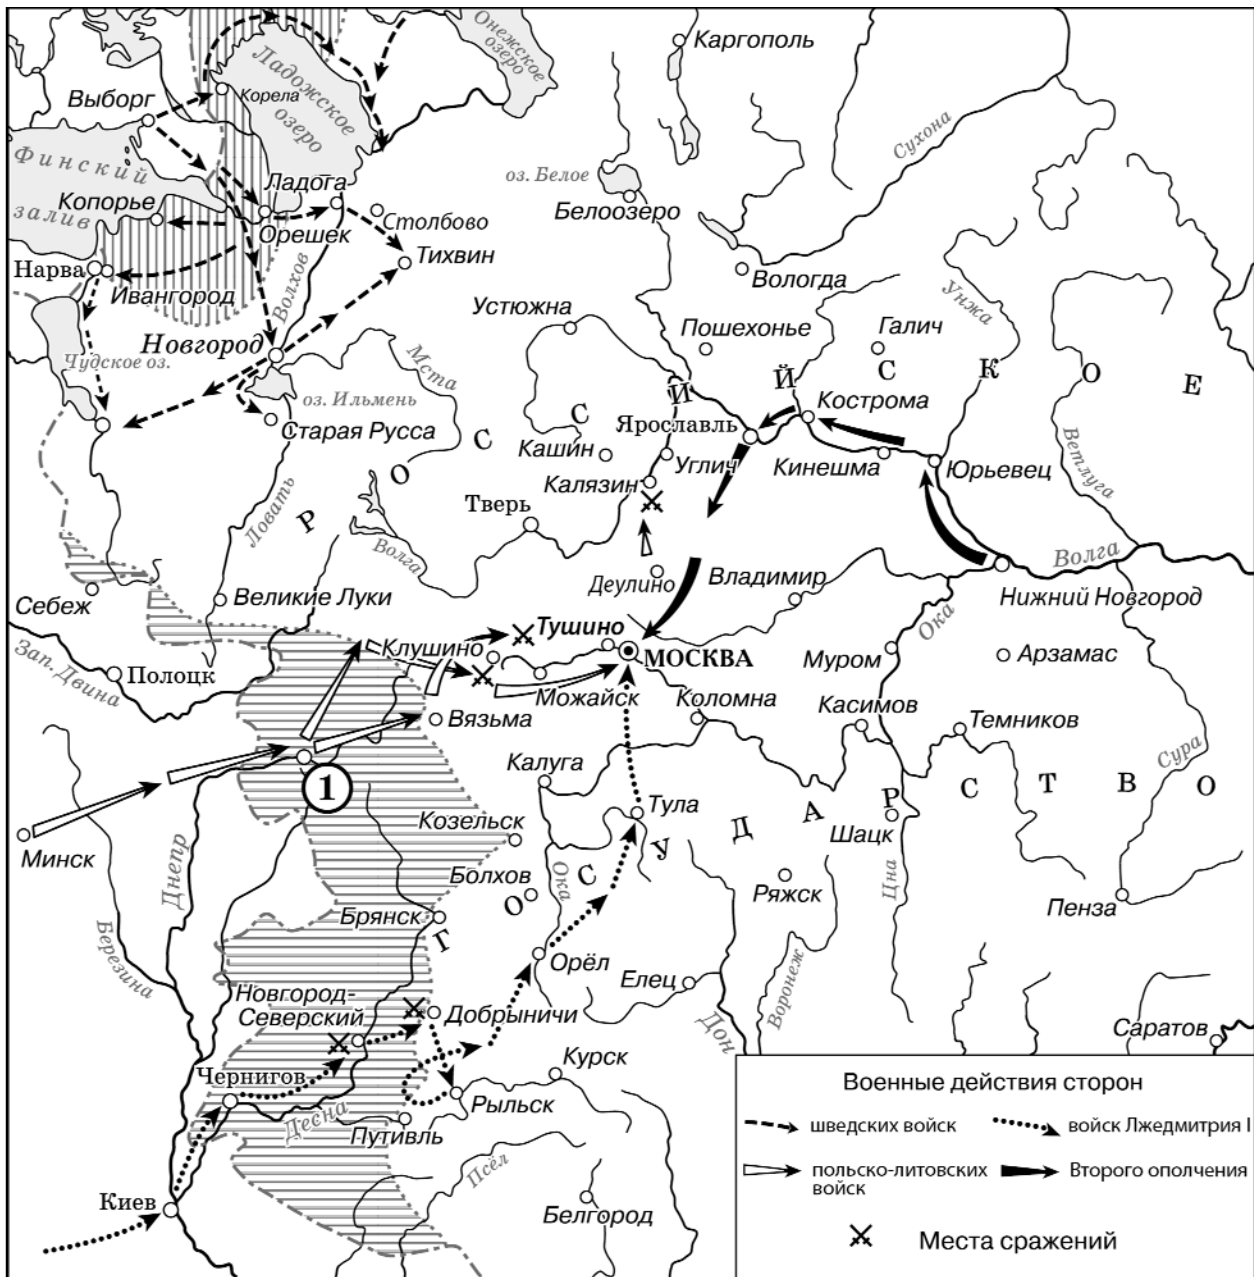 Каргополь
Онежское
озеро
Ладожское
озеро
Корела
Выборг
Финский
залив
Сухона
оз. Белое
Белоозеро
Ладога
Копорье
Орешек
Столбово
Тихвин
Нарва
Ивангород
Волхов
Вологда
Унжа
Устюжна
Пошехонье
Галич
Новгород
Чудское оз.
Мста
оз. Ильмень
Старая Русса
РОССИЙСКОЕ
Кострома
Ярославль
Кашин
Углич
Кинешма
Юрьевец
Ветлуга
Калязин
Тверь
Ловать
Волга
Волга
Деулино
Владимир
Нижний Новгород
Себеж
Великие Луки
Ока
Тушино
Клушино
МОСКВА
Муром
Арзамас
Зап. Двина
Полоцк
Можайск
Коломна
Касимов
Темников
Вязьма
Сура
Калуга
1
ГОСУДАРСТВО
Тула
Шацк
Минск
Козельск
Днепр
Болхов
Ока
Ряжск
Цна
Пенза
Березина
Брянск
Орёл
Елец
Воронеж
Новгород-
Северский
Добрыничи
Дон
Саратов
Курск
Чернигов
Десна
Рыльск
Путивль
Псёл
Киев
Белгород
Военные действия сторон
шведских войск
войск Лжедмитрия I
польско-литовских
войск
Второго ополчения
Места сражений